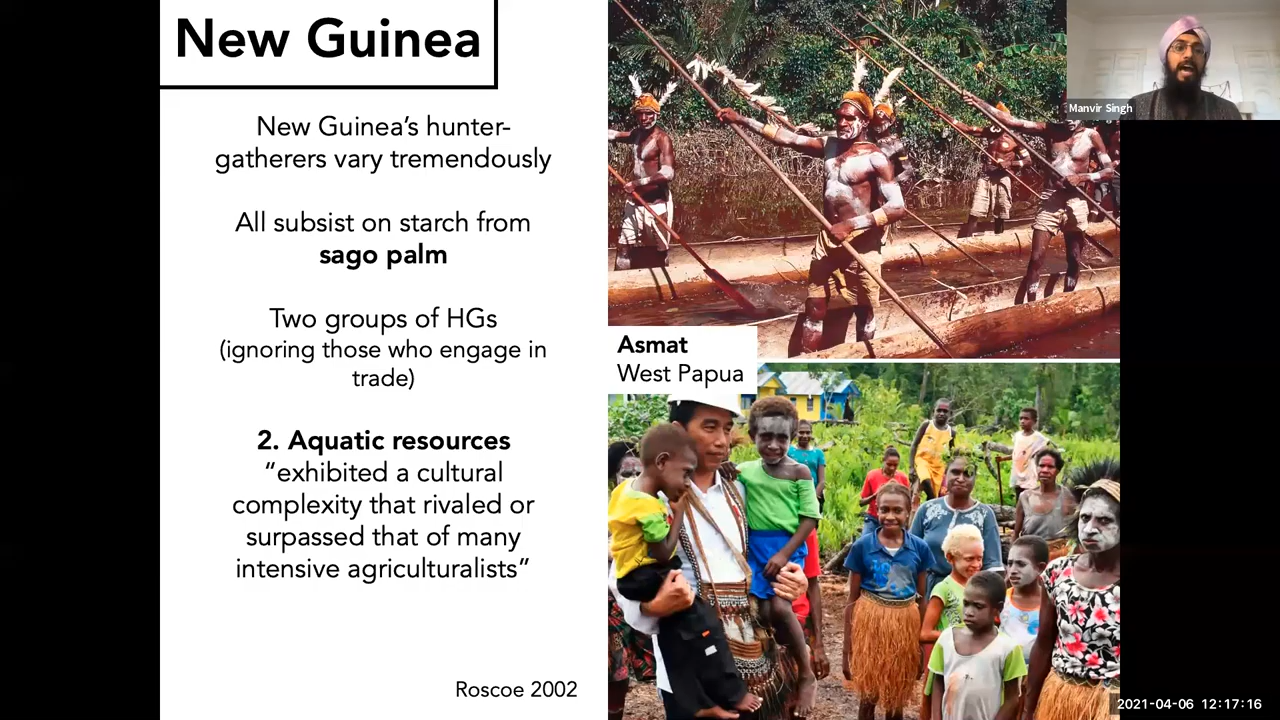 New Guinea
New Guinea’s hunter-
gatherers vary tremendously
All subsist on starch from
sago palm
Two groups of HGs
(ignoring those who engage in
trade)
2. Aquatic resources
“exhibited a cultural
complexity that rivaled or
surpassed that of many
intensive agriculturalists”
Roscoe 2002
Asmat
West Papua
Manvir Singh
2021-04-06 12:17:16